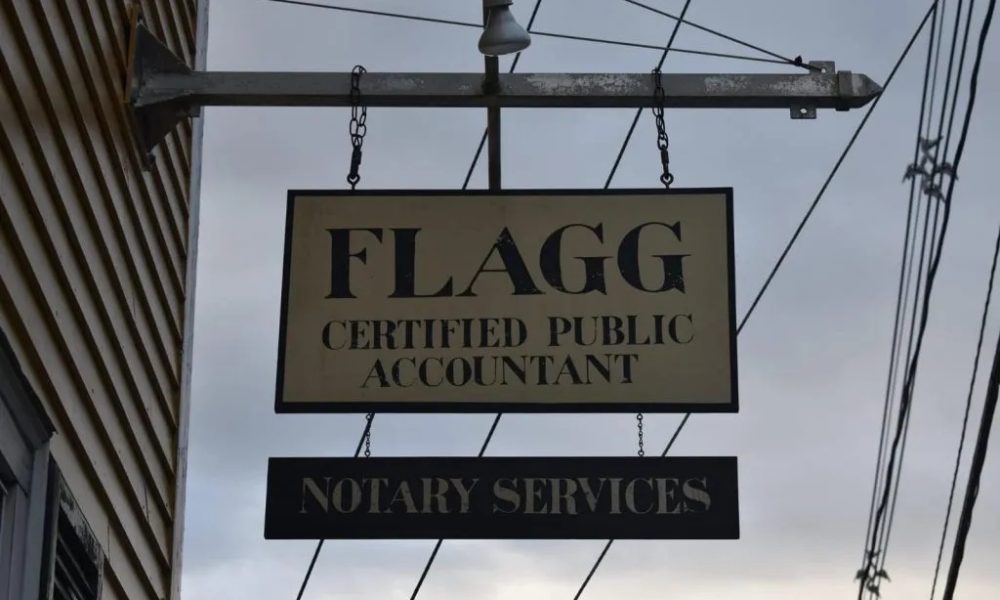 FLAGG
CERTIFIED PUBLIC
ACCOUNTANT
NOTARY SERVICES